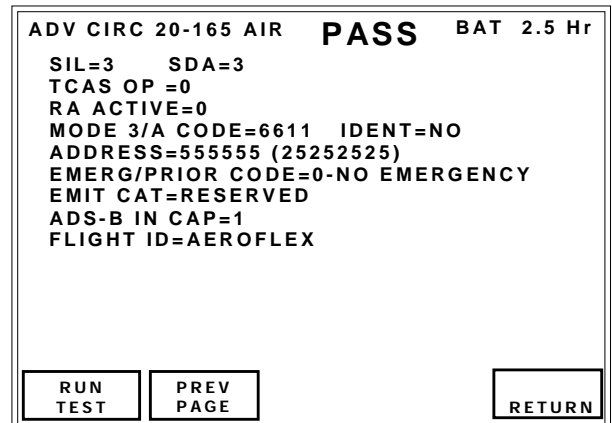 ADV CIRC 20-165 AIR PASS BAT 2.5 Hr
SIL=3 SDA=3
TCAS OP =0
RA ACTIVE=0
MODE 3/A CODE=6611 IDENT=NO
ADDRESS=555555 (25252525)
EMERG/PRIOR CODE=0-NO EMERGENCY
EMIT CAT=RESERVED
ADS-B IN CAP=1
FLIGHT ID=AEROFLEX
RUN
TEST
PREV
PAGE
RETURN